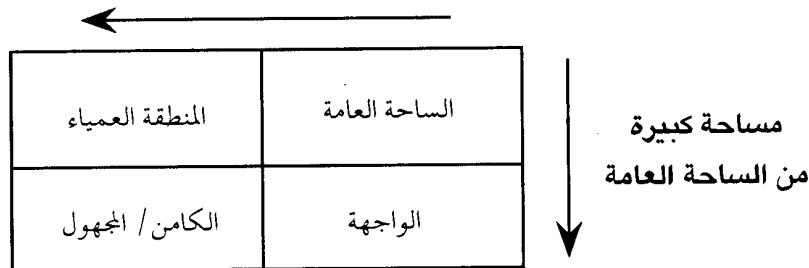 الساحة العامة
المنطقة العمياء
الواجهة
الكامن / المجهول
مساحة كبيرة
من الساحة العامة